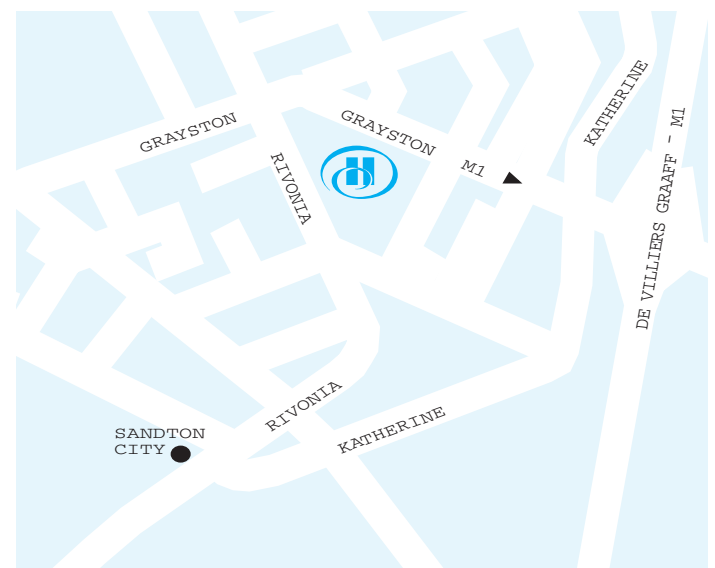 KATHERINE
GRAYSTON
GRAYSTON M1
DE VILLIERS GRAAFF - M1
RIVONIA
RIVONIA
KATHERINE
SANDTON
CITY